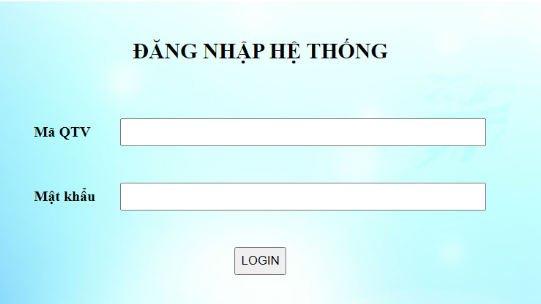 ĐĂNG NHẬP HỆ THỐNG
Mã QTV
Mật khẩu
LOGIN